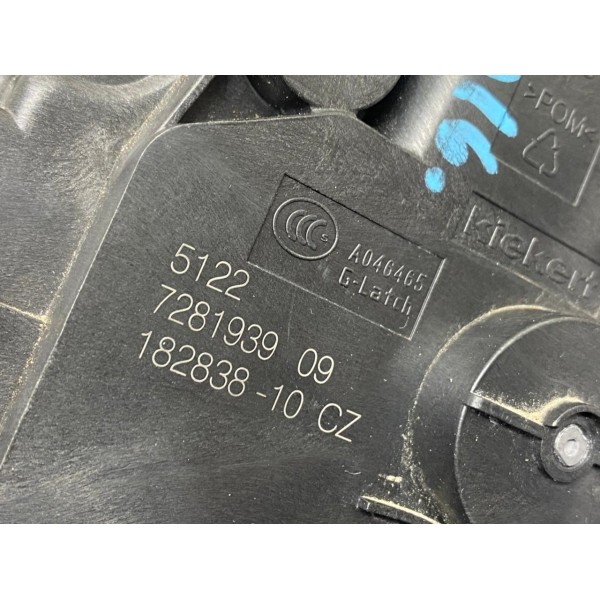 >POM<
Kiekert
A046465
G-Latch
5122
7281939 09
182838-10 CZ